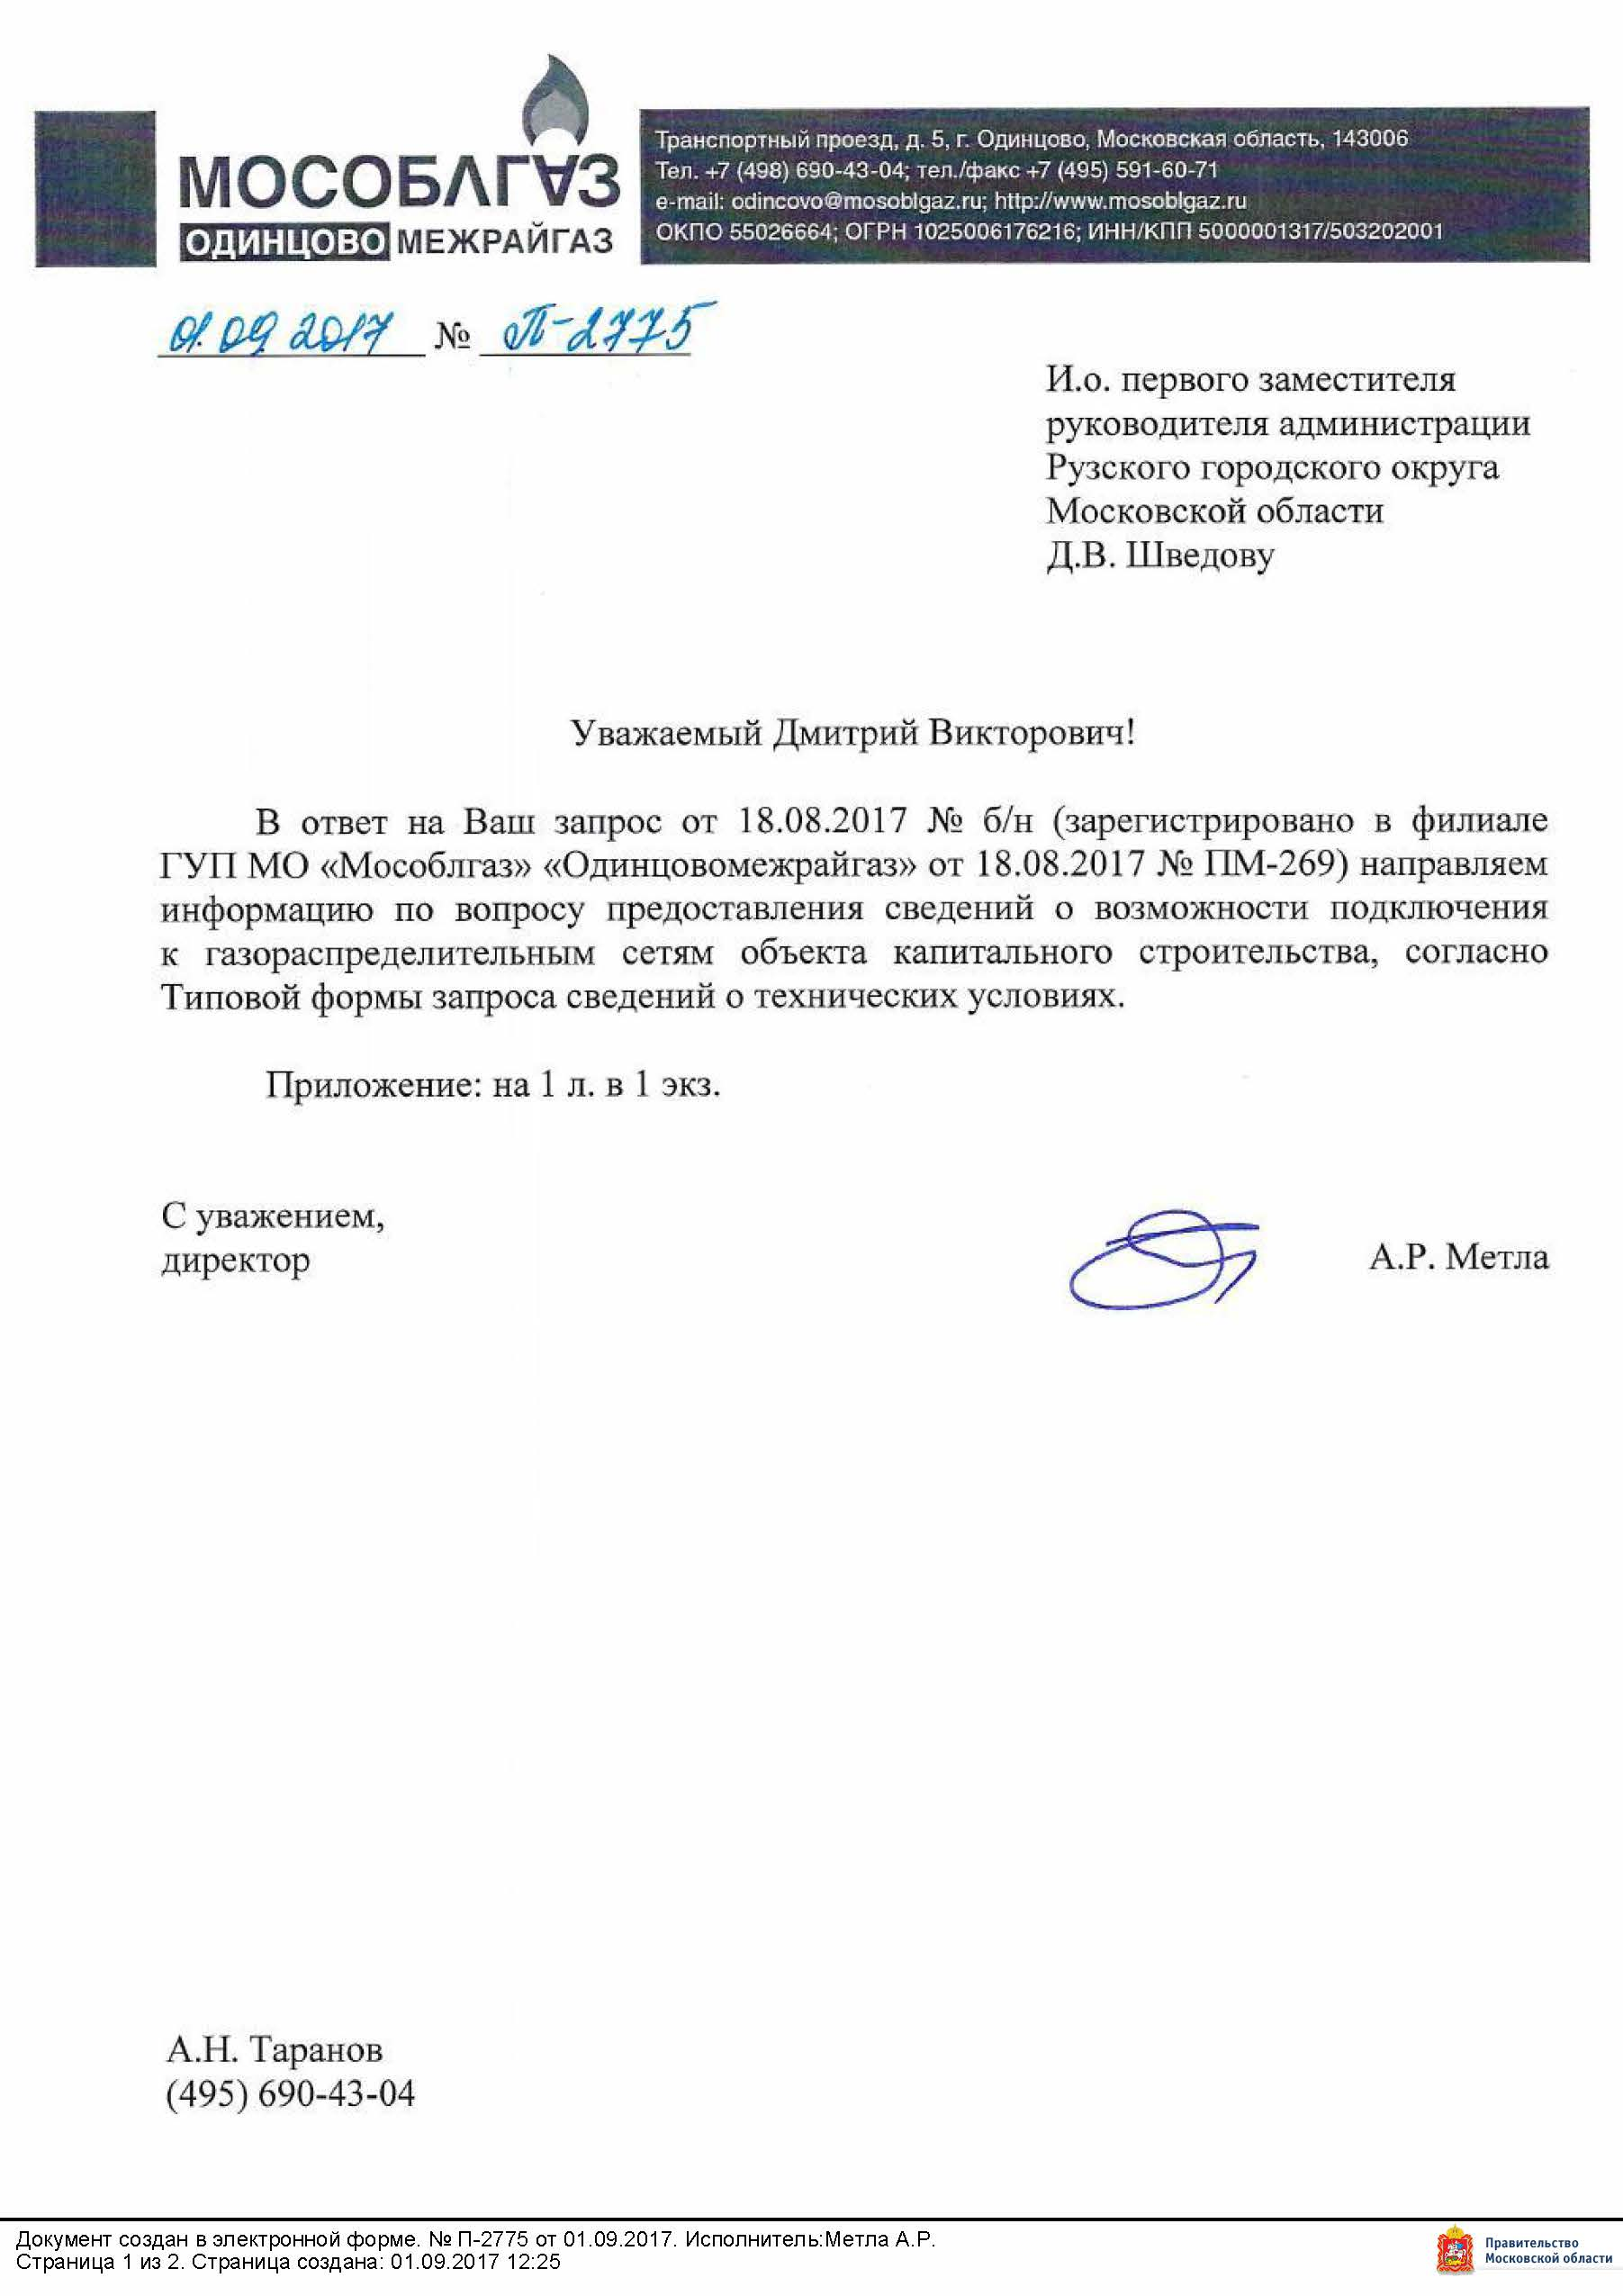 МОСОБЛГАЗ
ОДИНЦОВО МЕЖРАЙГАЗ
Транспортный проезд, д. 5, г. Одинцово, Московская область, 143006
Тел. +7 (498) 690-43-04; тел./факс +7 (495) 591-60-71
e-mail: odincovo@mosoblgaz.ru; http://www.mosoblgaz.ru
ОКПО 55026664; ОГРН 1025006176216; ИНН/КПП 5000001317/503202001
01.09.2017 № П-2775
И.о. первого заместителя
руководителя администрации
Рузского городского округа
Московской области
Д.В. Шведову
Уважаемый Дмитрий Викторович!
В ответ на Ваш запрос от 18.08.2017 № б/н (зарегистрировано в филиале
ГУП МО «Мособлгаз» «Одинцовомежрайгаз» от 18.08.2017 № ПМ-269) направляем
информацию по вопросу предоставления сведений о возможности подключения
к газораспределительным сетям объекта капитального строительства, согласно
Типовой формы запроса сведений о технических условиях.
Приложение: на 1 л. в 1 экз.
С уважением,
директор
А.Р. Метла
А.Н. Таранов
(495) 690-43-04
Документ создан в электронной форме. № П-2775 от 01.09.2017. Исполнитель:Метла А.Р.
Страница 1 из 2. Страница создана: 01.09.2017 12:25
Правительство
Московской области